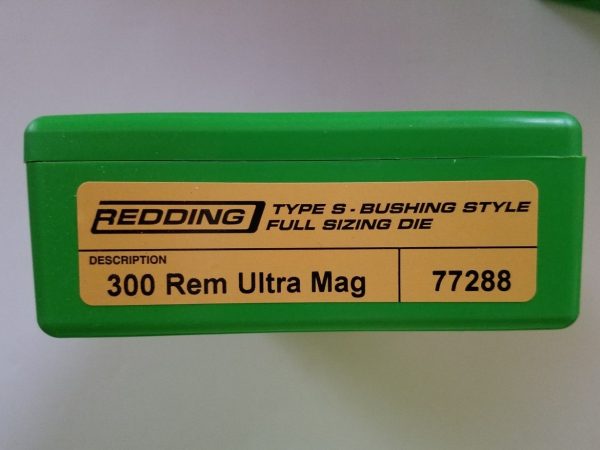 REDDING TYPE S - BUSHING STYLE
FULL SIZING DIE
DESCRIPTION
300 Rem Ultra Mag 77288